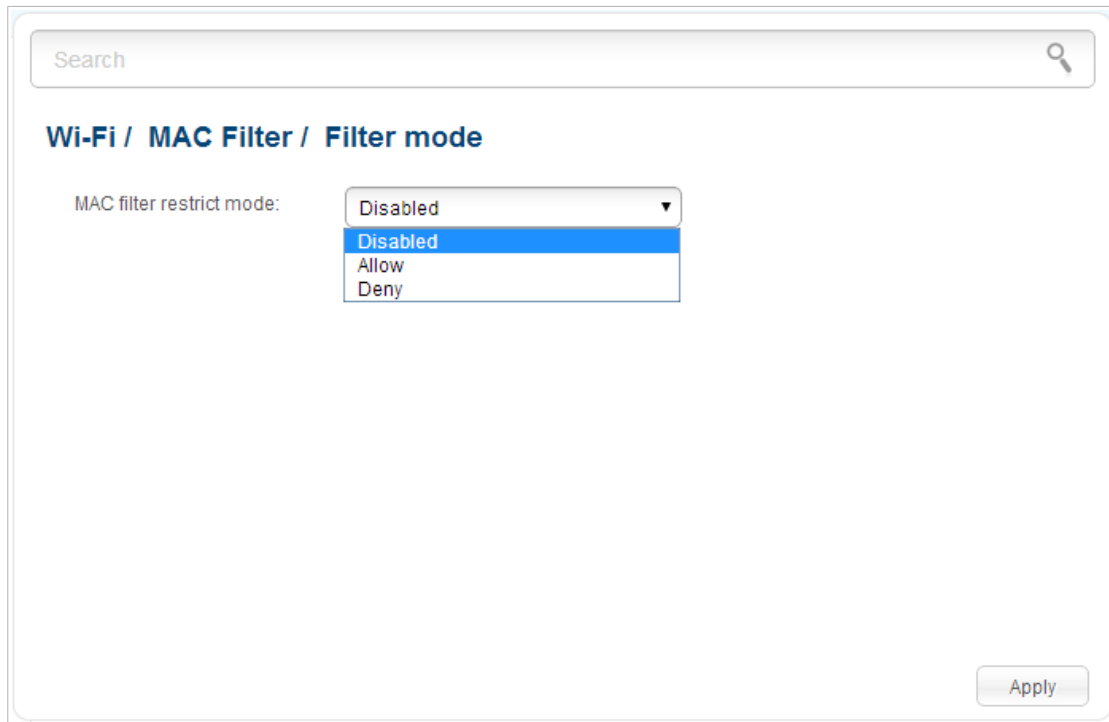 Search
Wi-Fi / MAC Filter / Filter mode
MAC filter restrict mode:
Disabled
Disabled
Allow
Deny
Apply